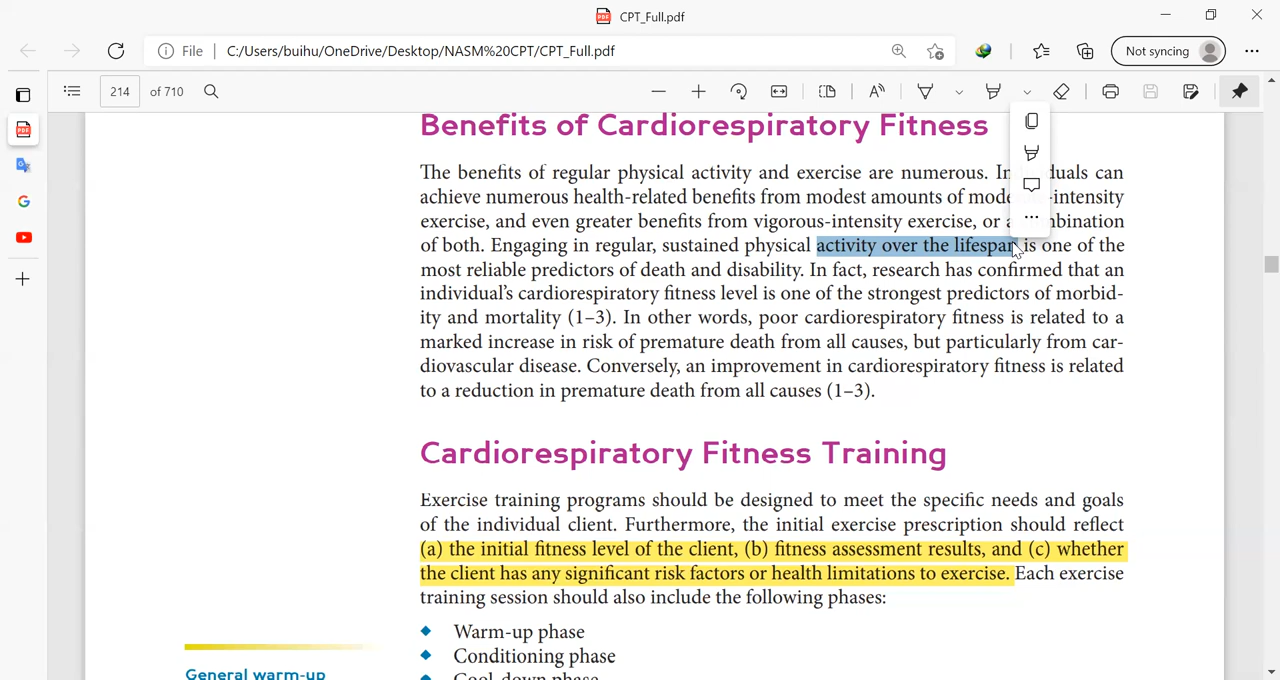 CPT_Full.pdf
File
C:/Users/buihu/OneDrive/Desktop/NASM%20CPT/CPT_Full.pdf
Not syncing
214 of 710
Benefits of Cardiorespiratory Fitness
The benefits of regular physical activity and exercise are numerous. In duals can
achieve numerous health-related benefits from modest amounts of mode -intensity
exercise, and even greater benefits from vigorous-intensity exercise, or a mbination
of both. Engaging in regular, sustained physical activity over the lifespan is one of the
most reliable predictors of death and disability. In fact, research has confirmed that an
individual's cardiorespiratory fitness level is one of the strongest predictors of morbid-
ity and mortality (1–3). In other words, poor cardiorespiratory fitness is related to a
marked increase in risk of premature death from all causes, but particularly from car-
diovascular disease. Conversely, an improvement in cardiorespiratory fitness is related
to a reduction in premature death from all causes (1–3).
Cardiorespiratory Fitness Training
Exercise training programs should be designed to meet the specific needs and goals
of the individual client. Furthermore, the initial exercise prescription should reflect
(a) the initial fitness level of the client, (b) fitness assessment results, and (c) whether
the client has any significant risk factors or health limitations to exercise. Each exercise
training session should also include the following phases:
Warm-up phase
Conditioning phase
Cool-down phase
General warm-up